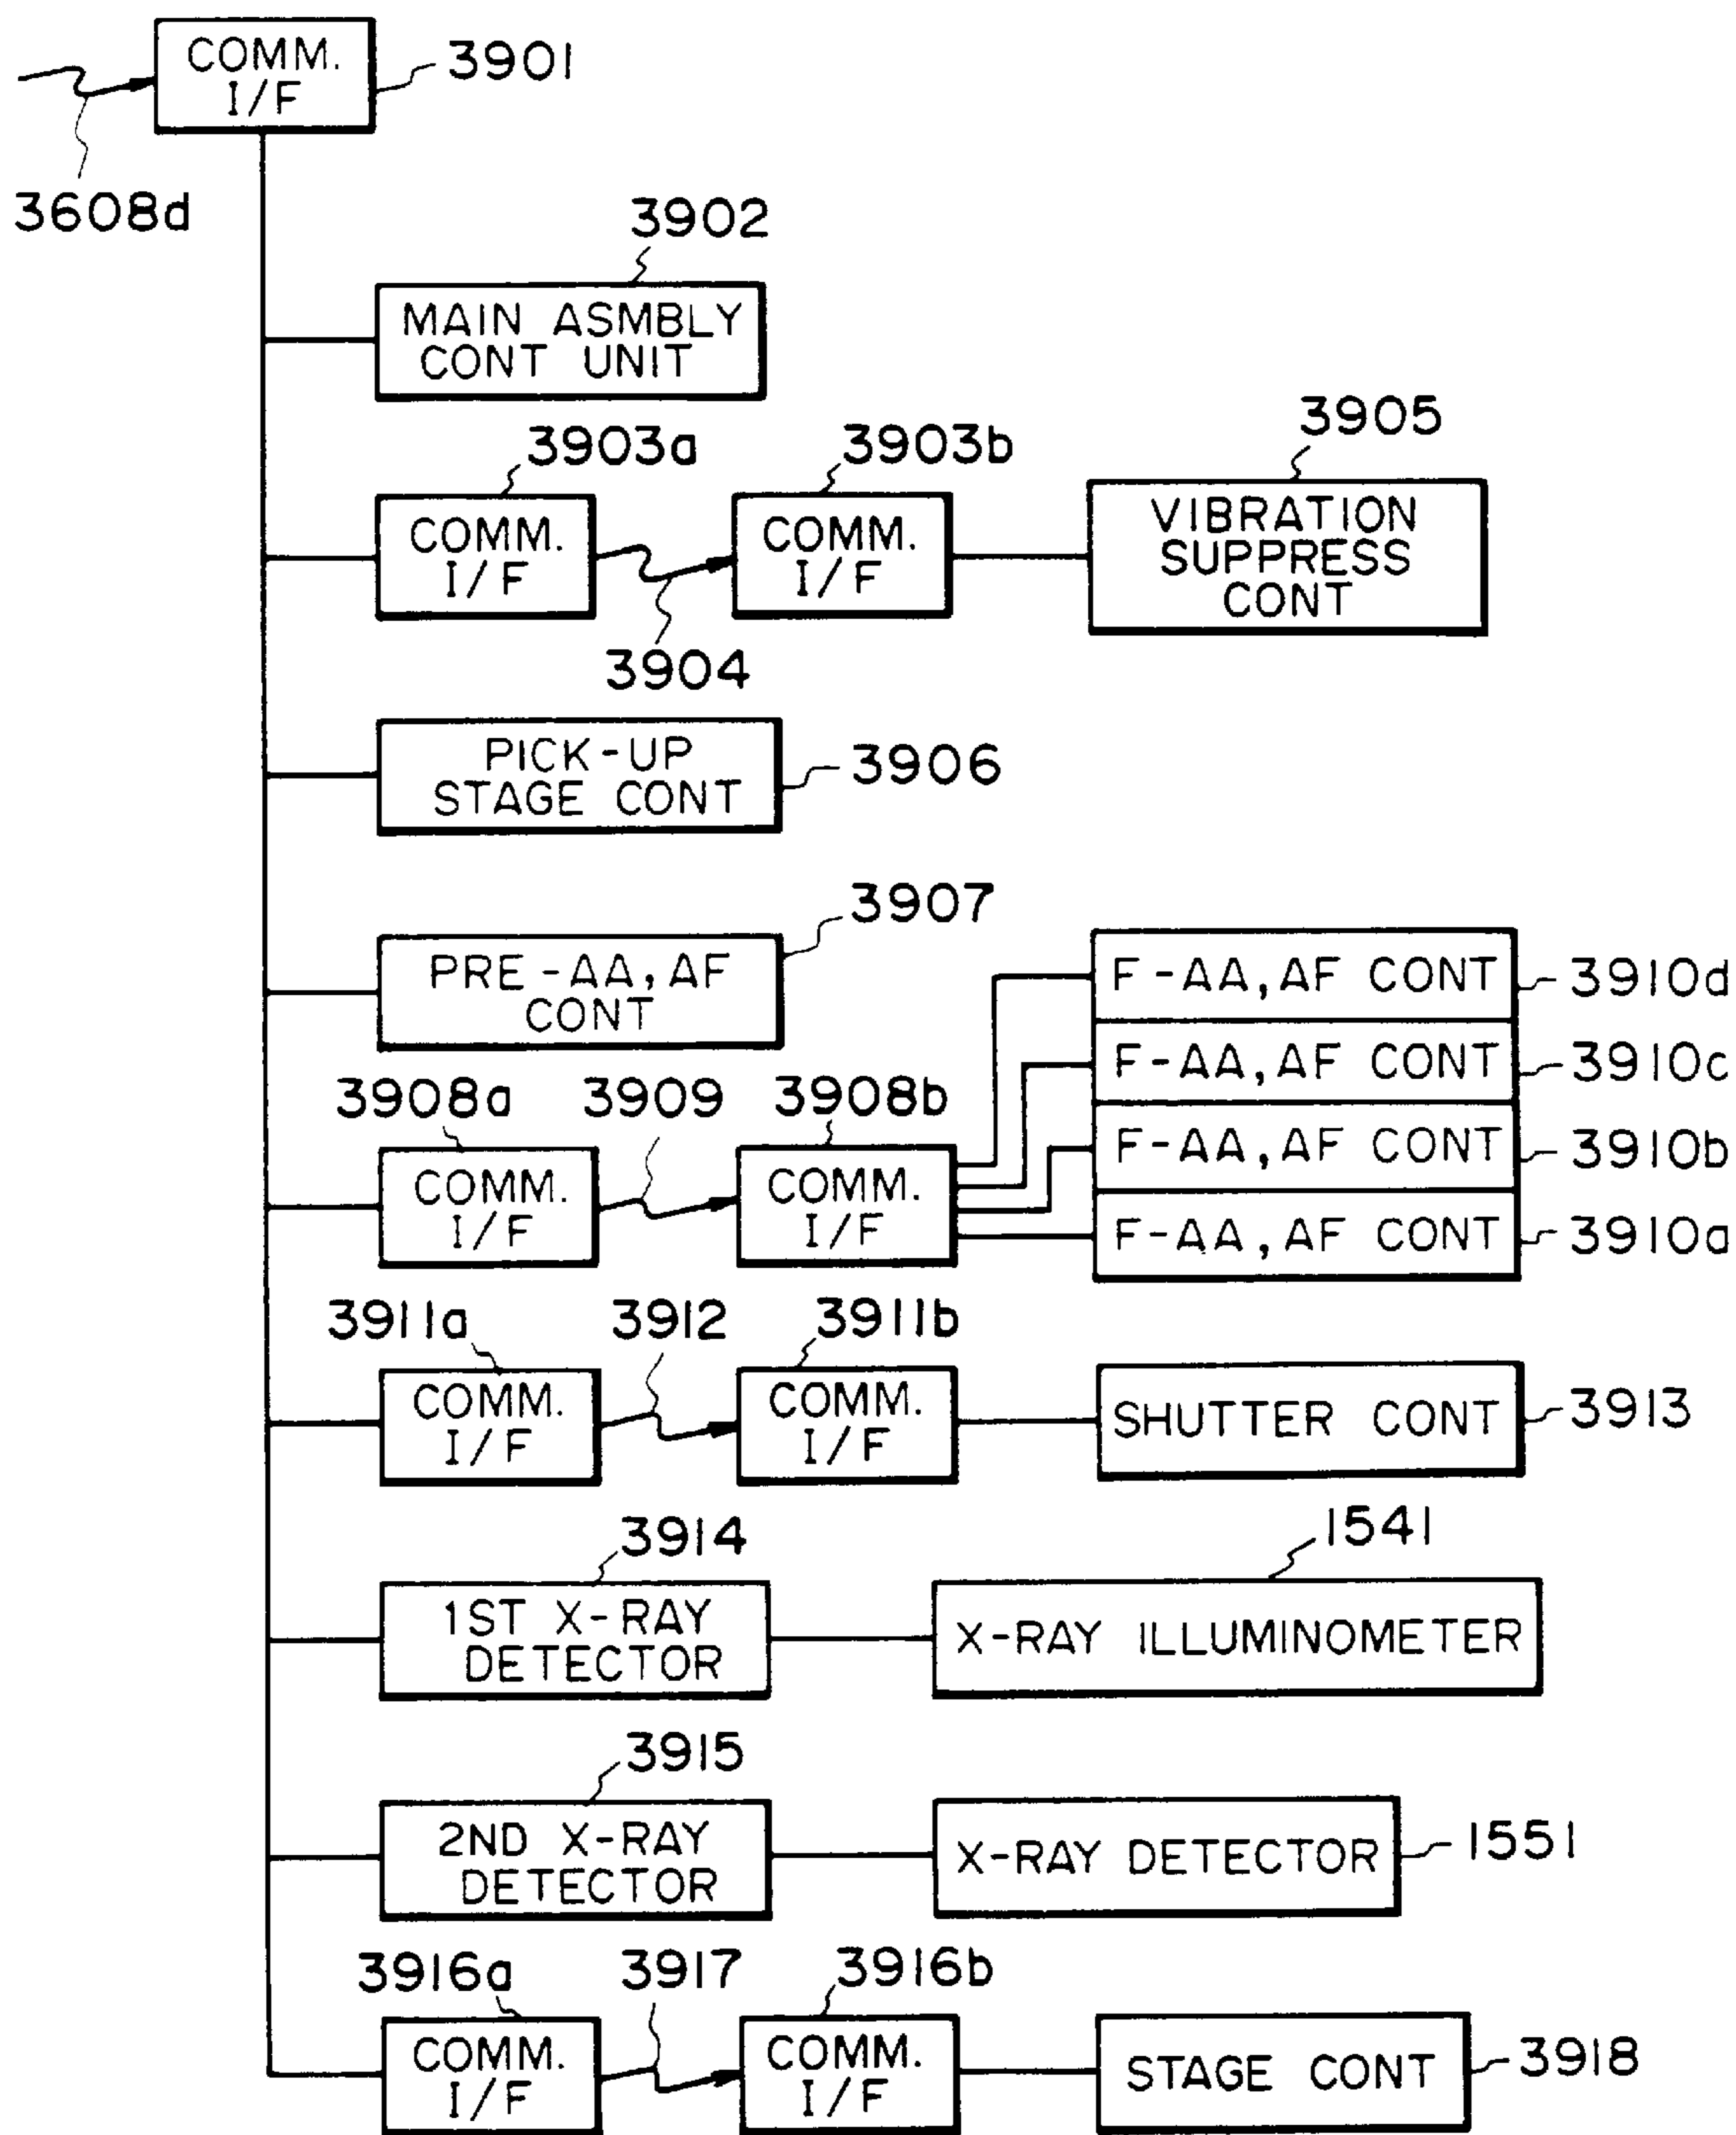 COMM.
I/F
3901
3608d
3902
MAIN ASMBLY
CONT UNIT
3903a
3903b
3905
COMM.
I/F
COMM.
I/F
VIBRATION
SUPPRESS
CONT
3904
PICK-UP
STAGE CONT
3906
3907
PRE-AA, AF
CONT
F-AA, AF CONT
3910d
F-AA, AF CONT
3910c
3908a
3909
3908b
F-AA, AF CONT
3910b
COMM.
I/F
COMM.
I/F
F-AA, AF CONT
3910a
3911a
3912
3911b
COMM.
I/F
COMM.
I/F
SHUTTER CONT
3913
3914
1541
1ST X-RAY
DETECTOR
X-RAY ILLUMINOMETER
3915
2ND X-RAY
DETECTOR
X-RAY DETECTOR
1551
3916a
3917
3916b
COMM.
I/F
COMM.
I/F
STAGE CONT
3918